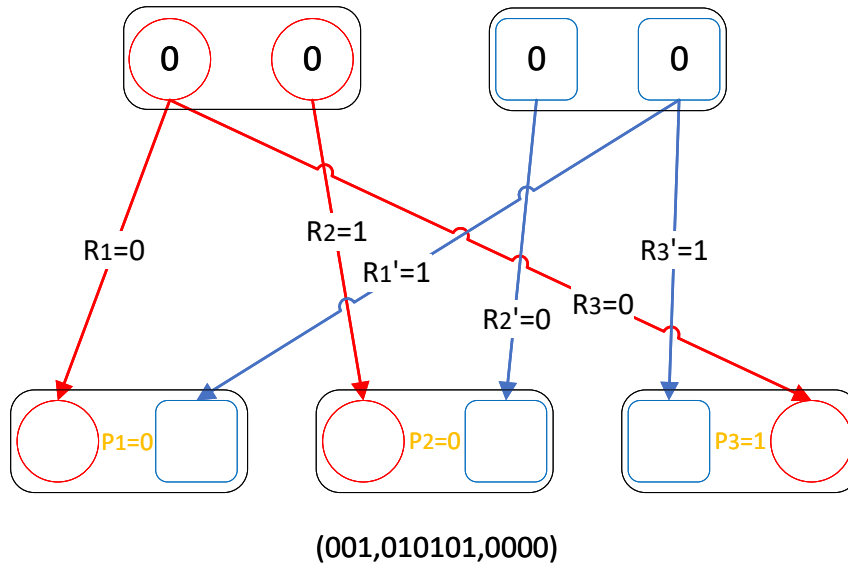 0 0 0 0
R1=0
R2=1
R1'=1
R2'=0
R3=0
R3'=1
P1=0 P2=0 P3=1
(001,010101,0000)